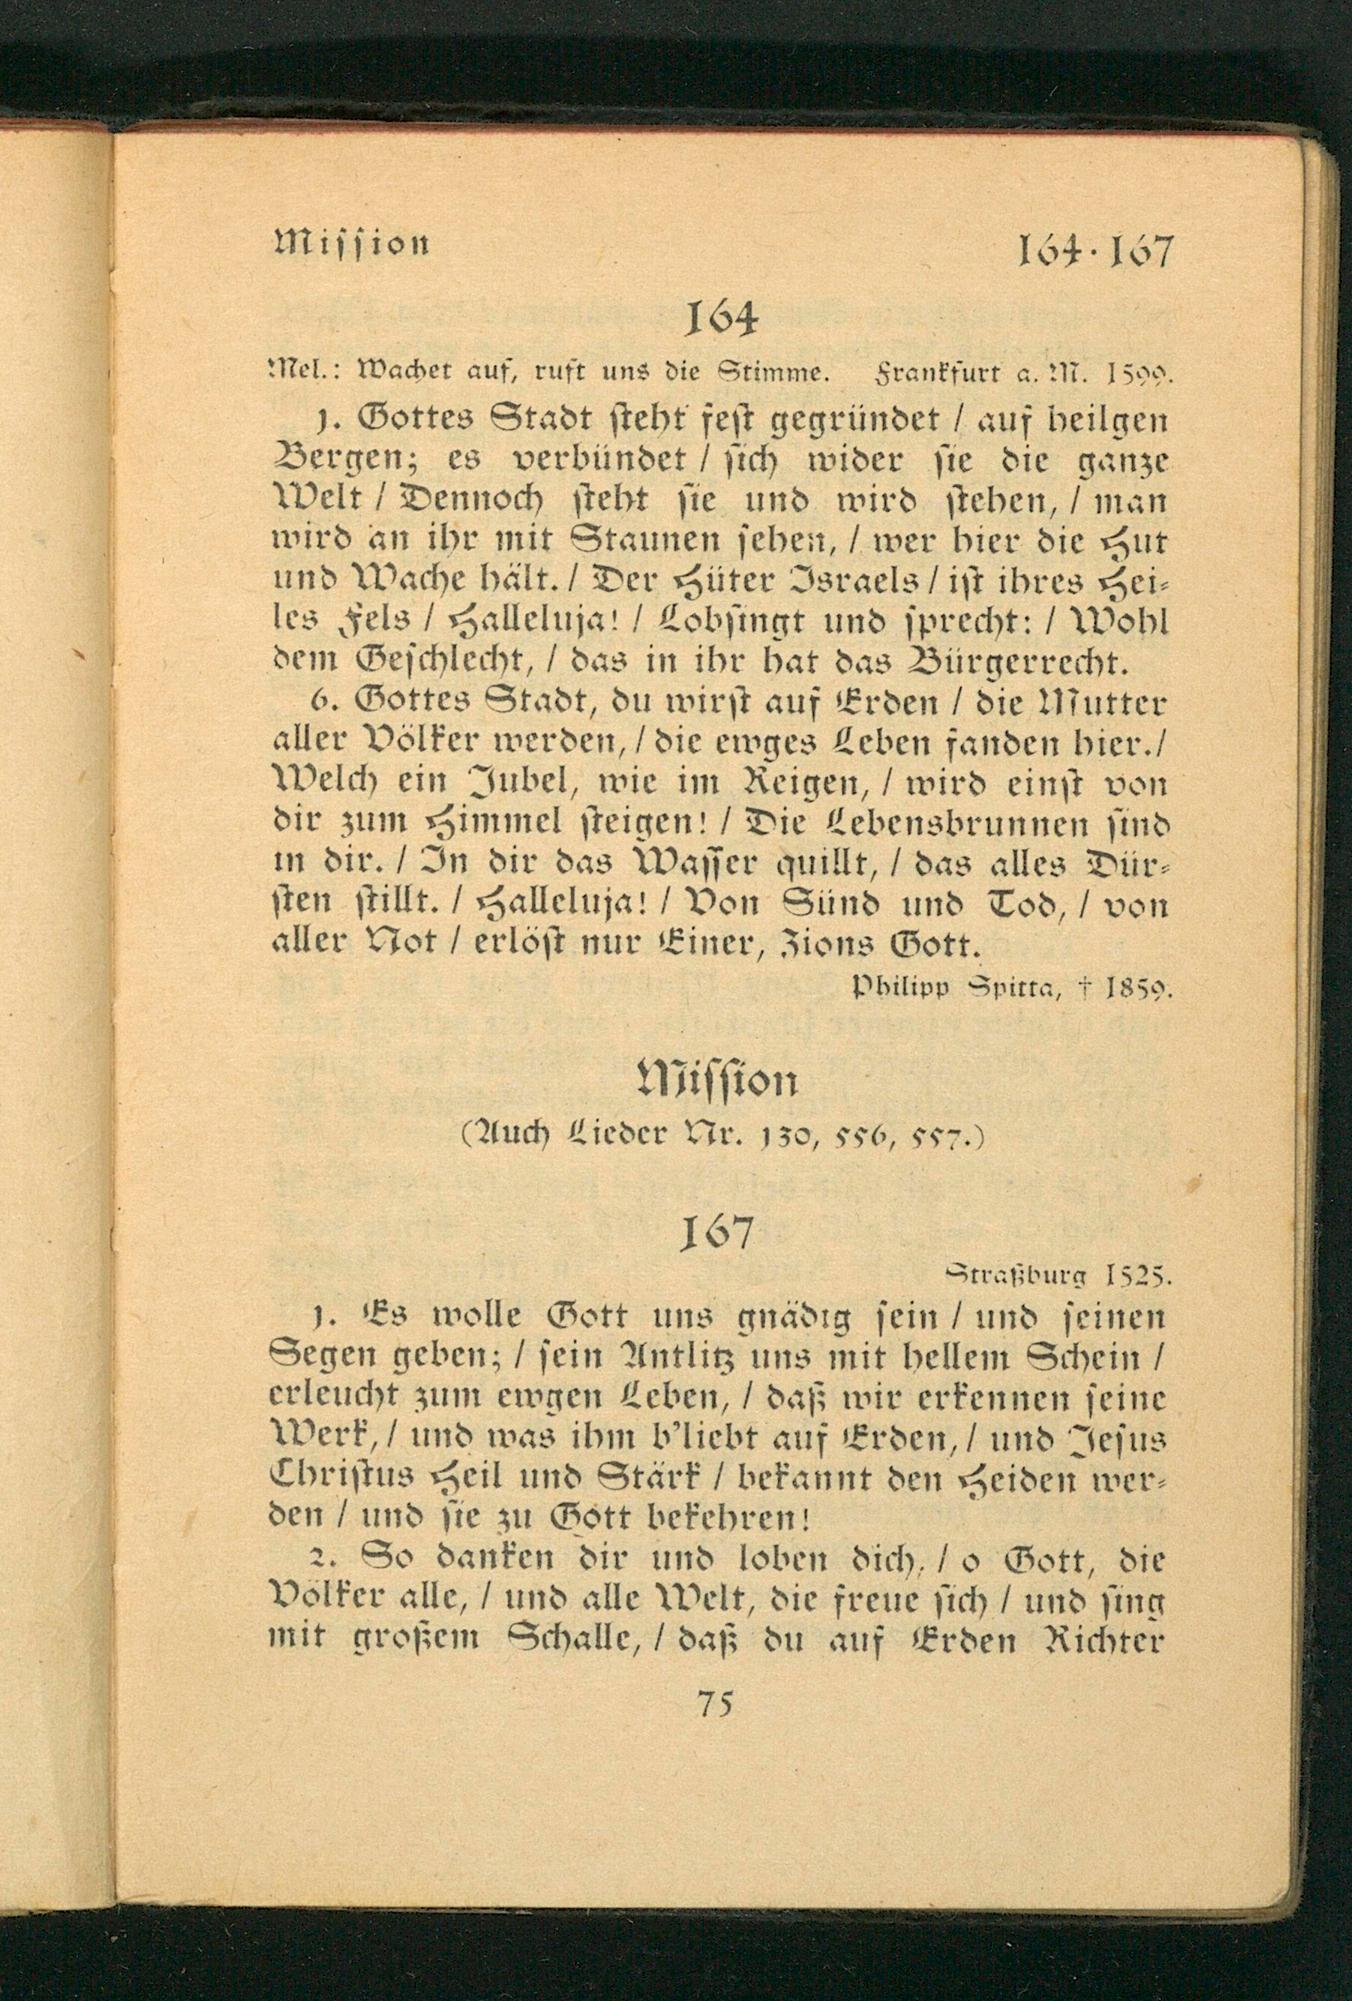 Mission 164·167
164
Mel.: Wachet auf, ruft uns die Stimme. Frankfurt a. M. 1599.
1. Gottes Stadt steht fest gegründet / auf heilgen
Bergen; es verbündet / sich wider sie die ganze
Welt / Dennoch steht sie und wird stehen, / man
wird an ihr mit Staunen sehen, / wer hier die Hut
und Wache hält. / Der Hüter Israels / ist ihres Hei-
les Fels / Halleluja! / Lobsingt und sprecht: / Wohl
dem Geschlecht, / das in ihr hat das Bürgerrecht.
6. Gottes Stadt, du wirst auf Erden / die Mutter
aller Völker werden, / die ewges Leben fanden hier. /
Welch ein Jubel, wie im Reigen, / wird einst von
dir zum Himmel steigen! / Die Lebensbrunnen sind
in dir. / In dir das Wasser quillt, / das alles Dür-
sten stillt. / Halleluja! / Von Sünd und Tod, / von
aller Not / erlöst nur Einer, Zions Gott.
Philipp Spitta, † 1859.
Mission
(Auch Lieder Nr. 130, 556, 557.)
167
Straßburg 1525.
1. Es wolle Gott uns gnädig sein / und seinen
Segen geben; / sein Antlitz uns mit hellem Schein /
erleucht zum ewgen Leben, / daß wir erkennen seine
Werk, / und was ihm b'liebt auf Erden, / und Jesus
Christus Heil und Stärk / bekannt den Heiden wer-
den / und sie zu Gott bekehren!
2. So danken dir und loben dich, / o Gott, die
Völker alle, / und alle Welt, die freue sich / und sing
mit großem Schalle, / daß du auf Erden Richter
75